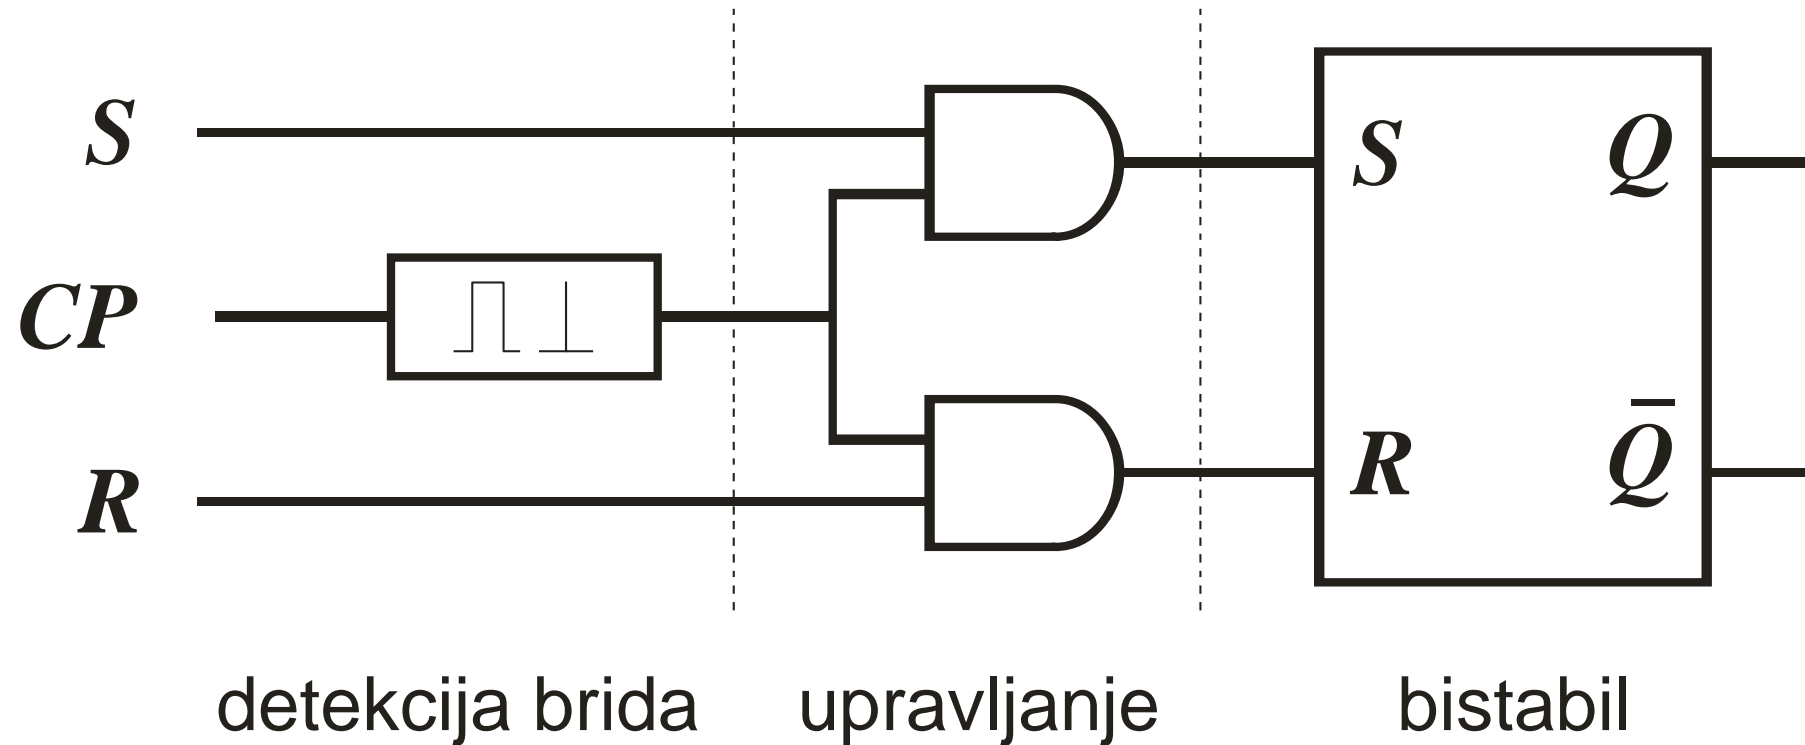 S
CP
R
S
Q
R
Q̅
detekcija brida
upravljanje
bistabil